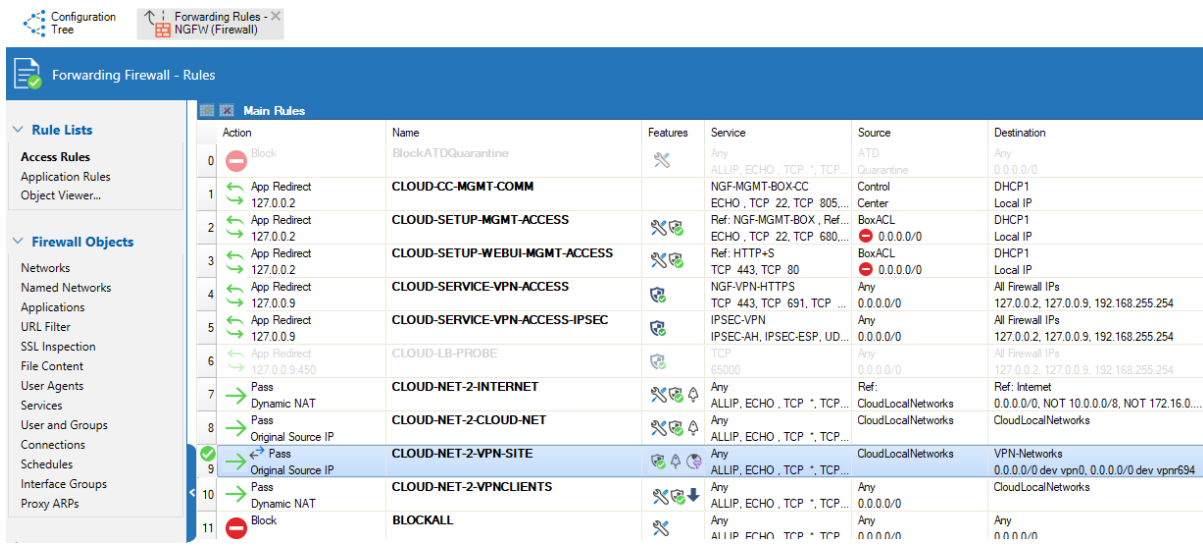 Configuration
Tree
Forwarding Rules -
NGFW (Firewall)
Forwarding Firewall - Rules
Rule Lists
Access Rules
Application Rules
Object Viewer...
Firewall Objects
Networks
Named Networks
Applications
URL Filter
SSL Inspection
File Content
User Agents
Services
User and Groups
Connections
Schedules
Interface Groups
Proxy ARPs
Main Rules
Action Name Features Service Source Destination
0 Block BlockATDQuarantine Any ATD Any
ALLIP, ECHO , TCP *, TCP... Quarantine 0.0.0.0/0
1 App Redirect CLOUD-CC-MGMT-COMM NGF-MGMT-BOX-CC Control DHCP1
127.0.0.2 ECHO , TCP 22, TCP 805,... Center Local IP
2 App Redirect CLOUD-SETUP-MGMT-ACCESS Ref: NGF-MGMT-BOX , Ref... BoxACL DHCP1
127.0.0.2 ECHO , TCP 22, TCP 680,... 0.0.0.0/0 Local IP
3 App Redirect CLOUD-SETUP-WEBUI-MGMT-ACCESS Ref: HTTP+S BoxACL DHCP1
127.0.0.2 TCP 443, TCP 80 0.0.0.0/0 Local IP
4 App Redirect CLOUD-SERVICE-VPN-ACCESS NGF-VPN-HTTPS Any All Firewall IPs
127.0.0.9 TCP 443, TCP 691, TCP ... 0.0.0.0/0 127.0.0.2, 127.0.0.9, 192.168.255.254
5 App Redirect CLOUD-SERVICE-VPN-ACCESS-IPSEC IPSEC-VPN Any All Firewall IPs
127.0.0.9 IPSEC-AH, IPSEC-ESP, UD... 0.0.0.0/0 127.0.0.2, 127.0.0.9, 192.168.255.254
6 App Redirect CLOUD-LB-PROBE TCP Any All Firewall IPs
127.0.0.9:450 65000 0.0.0.0/0 127.0.0.2, 127.0.0.9, 192.168.255.254
7 Pass CLOUD-NET-2-INTERNET Any Ref: Ref: Internet
Dynamic NAT ALLIP, ECHO , TCP *, TCP... CloudLocalNetworks 0.0.0.0/0, NOT 10.0.0.0/8, NOT 172.16.0....
8 Pass CLOUD-NET-2-CLOUD-NET Any CloudLocalNetworks CloudLocalNetworks
Original Source IP ALLIP, ECHO , TCP *, TCP...
9 Pass CLOUD-NET-2-VPN-SITE Any CloudLocalNetworks VPN-Networks
Original Source IP ALLIP, ECHO , TCP *, TCP... 0.0.0.0/0 dev vpn0, 0.0.0.0/0 dev vpnr694
10 Pass CLOUD-NET-2-VPNCLIENTS Any Any CloudLocalNetworks
Dynamic NAT ALLIP, ECHO , TCP *, TCP... 0.0.0.0/0
11 Block BLOCKALL Any Any Any
ALLIP, ECHO , TCP *, TCP... 0.0.0.0/0 0.0.0.0/0